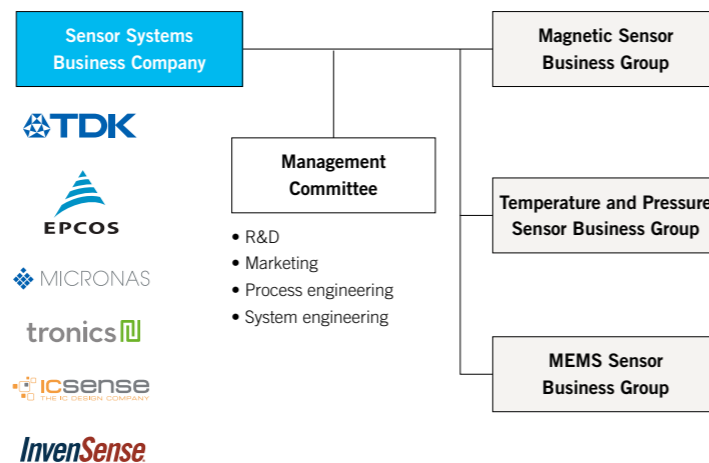 Sensor Systems
Business Company
TDK
EPCOS
MICRONAS
tronics
icsense
THE IC DESIGN COMPANY
InvenSense
Management
Committee
• R&D
• Marketing
• Process engineering
• System engineering
Magnetic Sensor
Business Group
Temperature and Pressure
Sensor Business Group
MEMS Sensor
Business Group